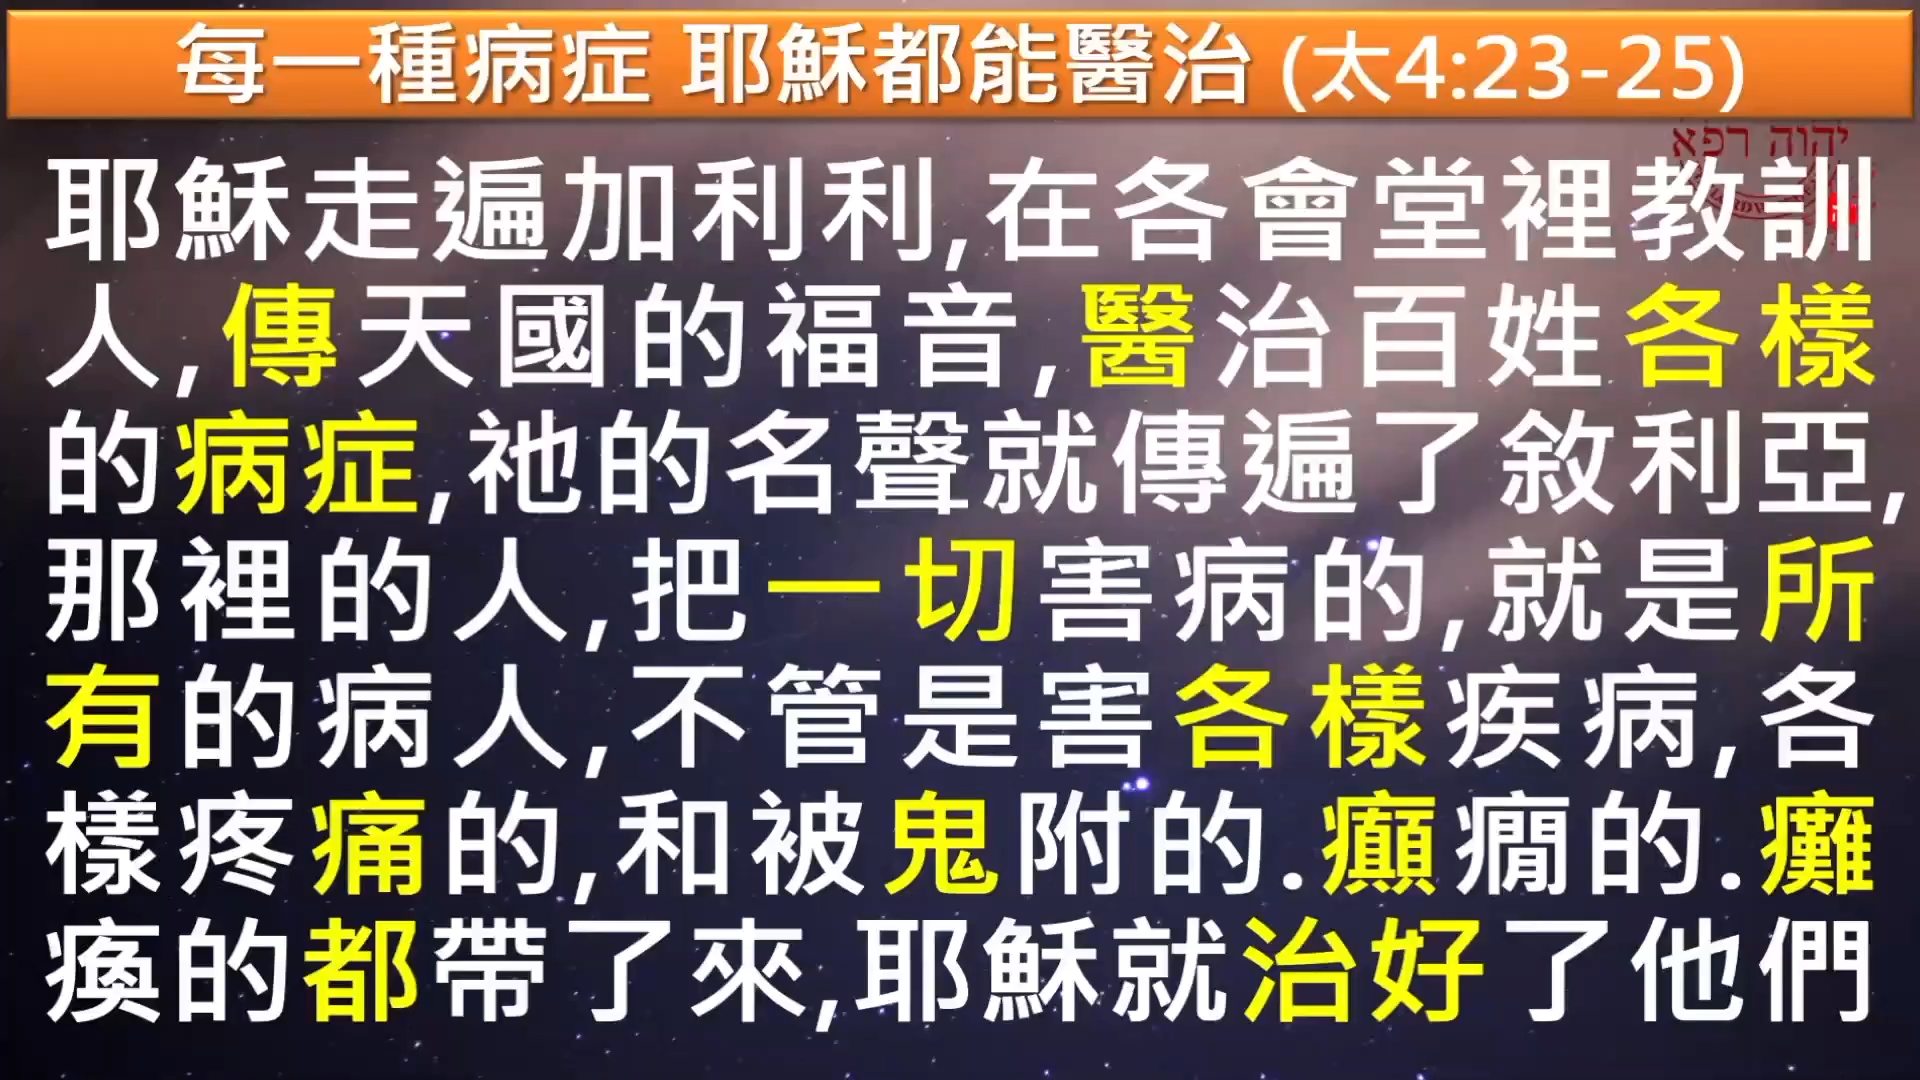 每一種病症 耶穌都能醫治 (太4:23-25)
יהוה רפא
耶穌走遍加利利,在各會堂裡教訓
人,傳天國的福音,醫治百姓各樣
的病症,祂的名聲就傳遍了敘利亞,
那裡的人,把一切害病的,就是所
有的病人,不管是害各樣疾病,各
樣疼痛的,和被鬼附的.癲癇的.癱
瘓的都帶了來,耶穌就治好了他們